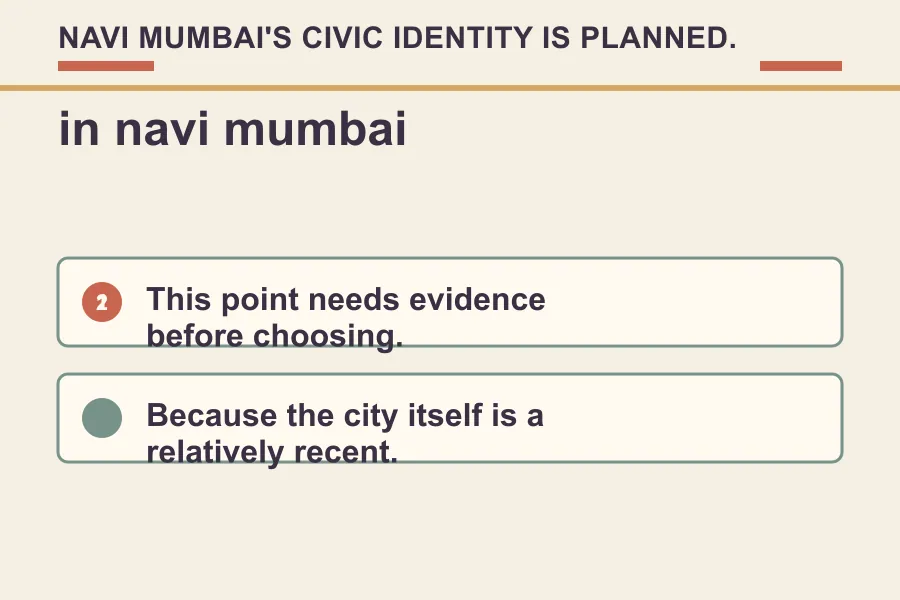 NAVI MUMBAI'S CIVIC IDENTITY IS PLANNED.
in navi mumbai
2
This point needs evidence
before choosing.
Because the city itself is a
relatively recent.